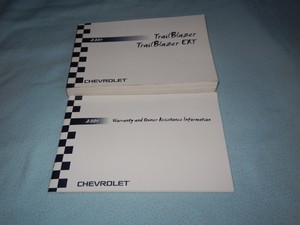 TrailBlazer
TrailBlazer EXT
CHEVROLET
Warranty and Owner Assistance Information
CHEVROLET